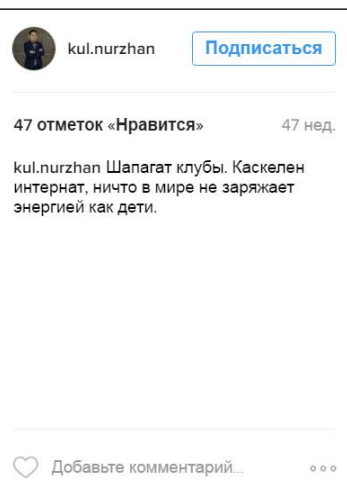 kul.nurzhan Подписаться
47 отметок «Нравится» 47 нед.
kul.nurzhan Шапагат клубы. Каскелен
интернат, ничто в мире не заряжает
энергией как дети.
Добавьте комментарий...